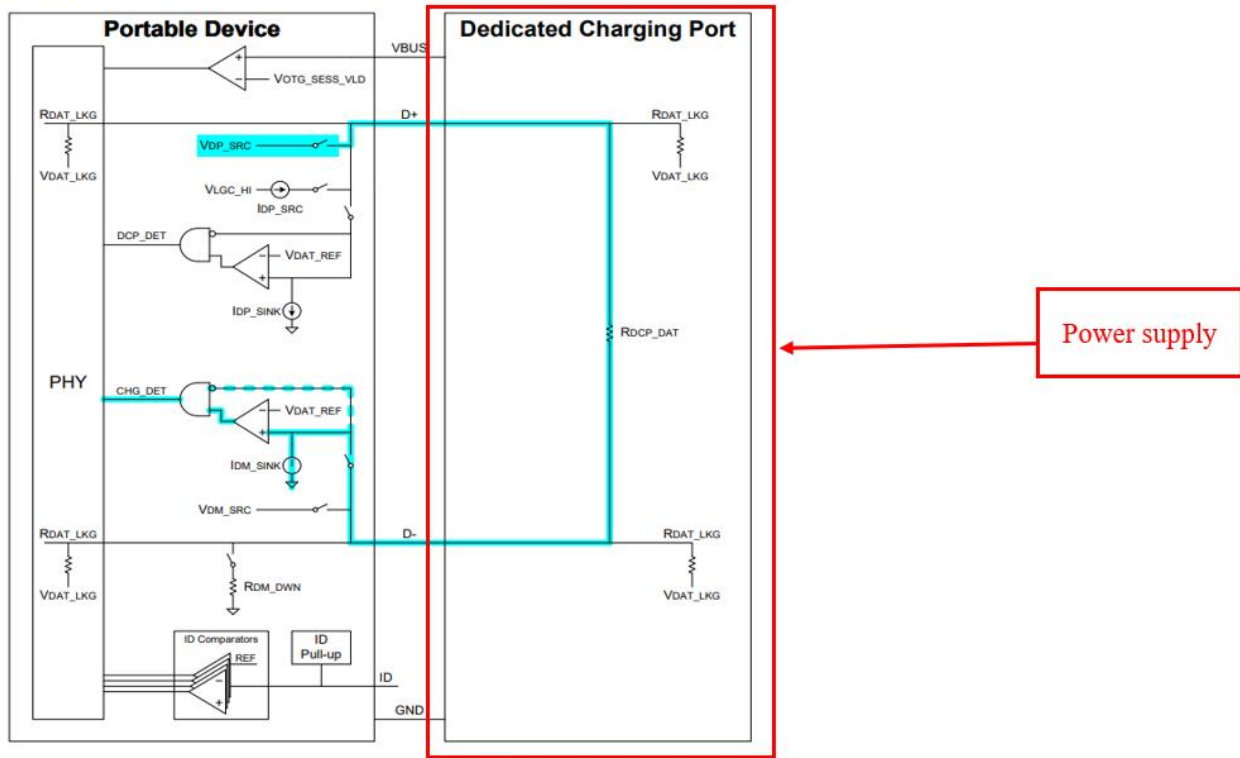 Portable Device
Dedicated Charging Port
VBUS
VOTG_SESS_VLD
RDAT_LKG
D+
RDAT_LKG
VDP_SRC
VDAT_LKG
VDAT_LKG
VLGC_HI
IDP_SRC
DCP_DET
VDAT_REF
IDP_SINK
RDCP_DAT
Power supply
PHY
CHG_DET
VDAT_REF
IDM_SINK
VDM_SRC
RDAT_LKG
D-
RDAT_LKG
RDM_DWN
VDAT_LKG
VDAT_LKG
ID Comparators
REF
ID
Pull-up
ID
GND